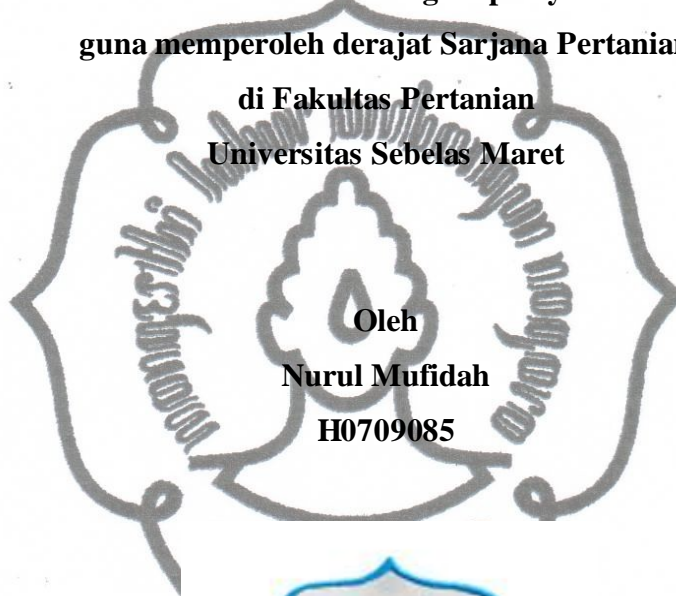 guna memperoleh derajat Sarjana Pertanian
di Fakultas Pertanian
Universitas Sebelas Maret
Oleh
Nurul Mufidah
H0709085